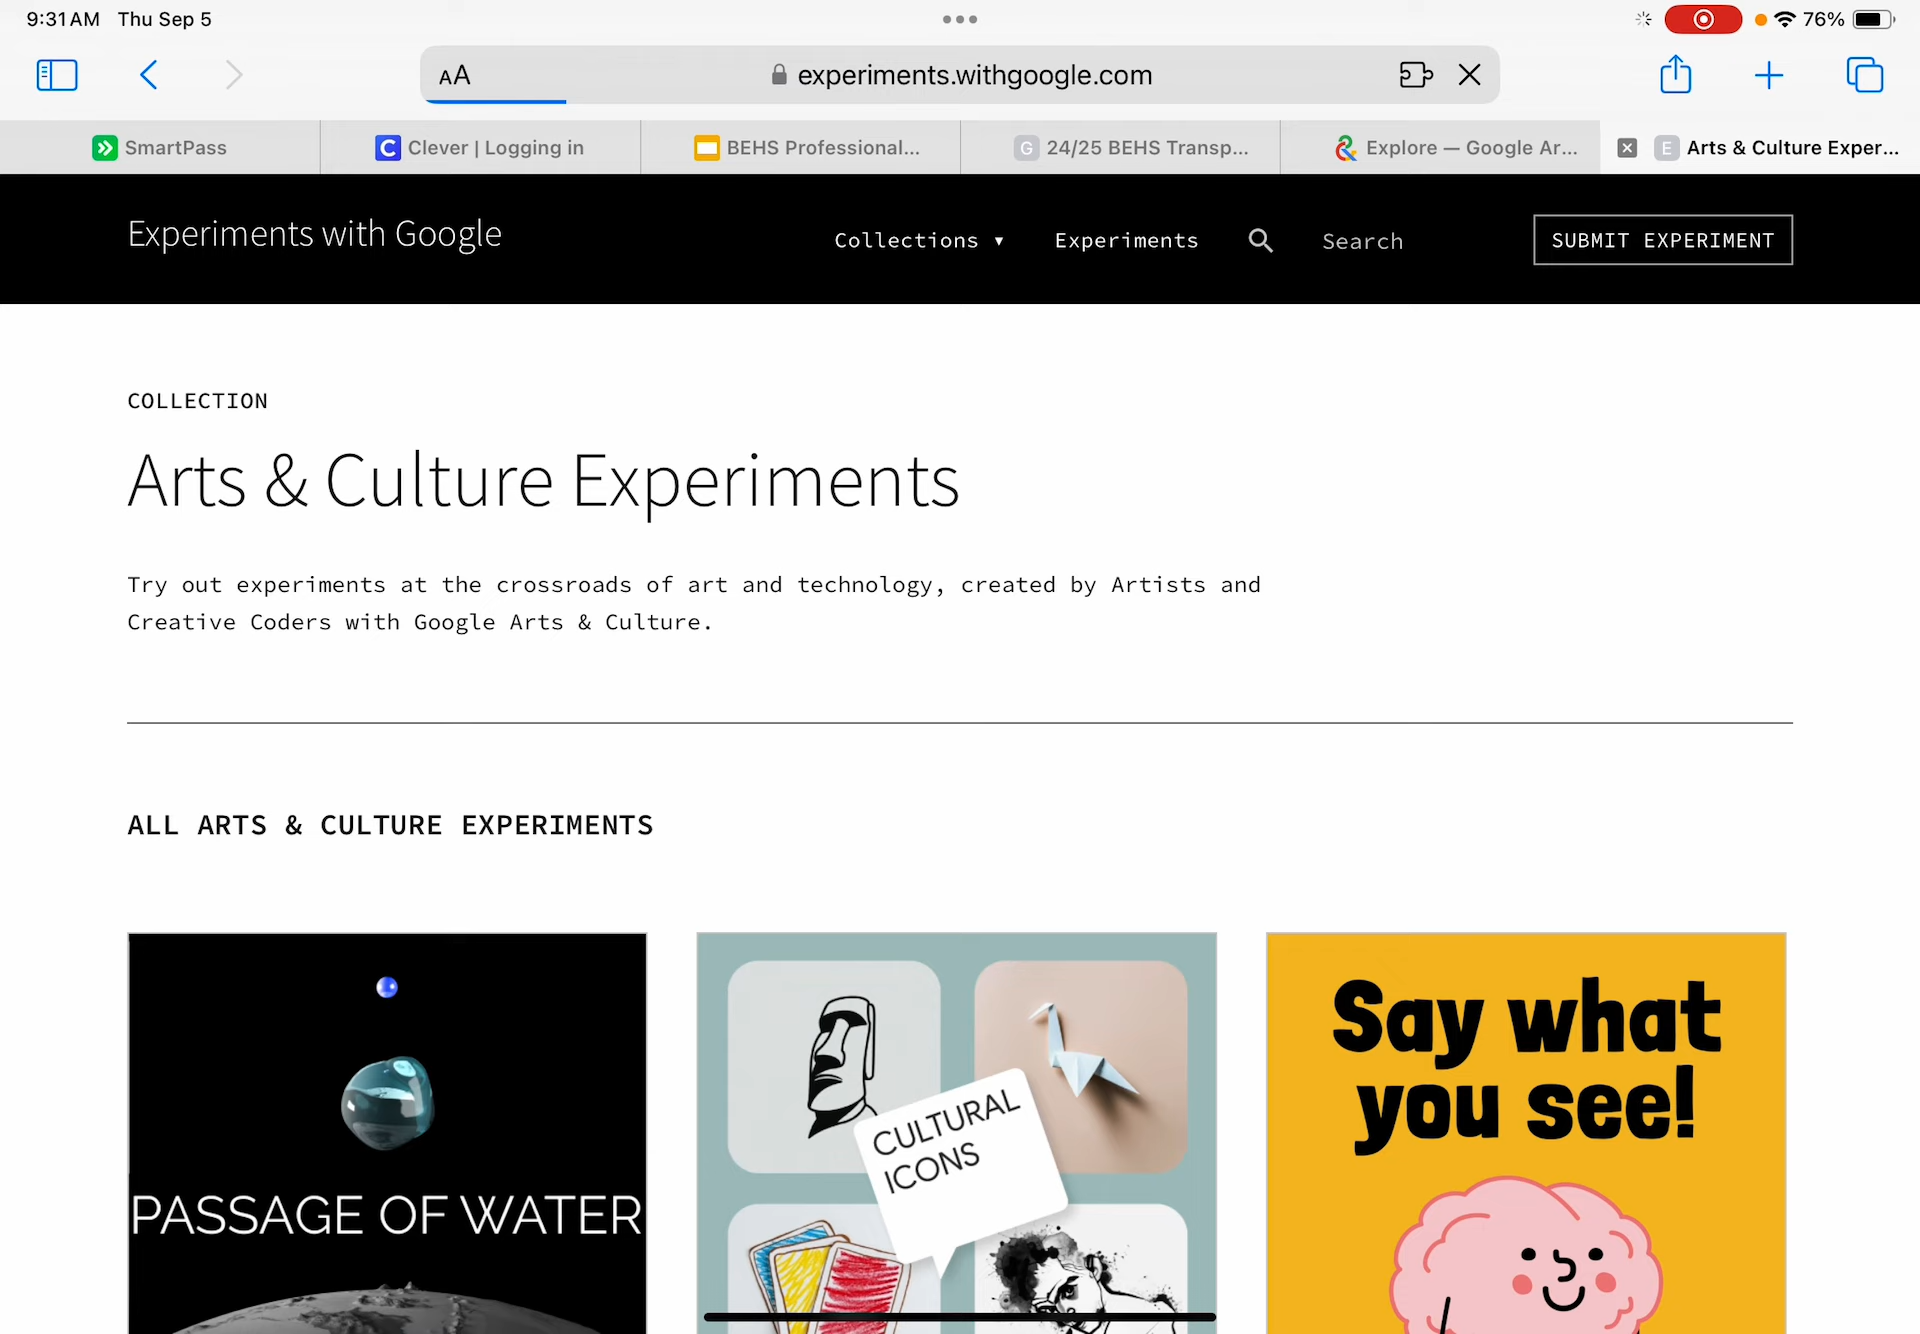 9:31 AM Thu Sep 5
76%
AA
experiments.withgoogle.com
SmartPass
Clever | Logging in
BEHS Professional...
G
24/25 BEHS Transp...
Explore — Google Ar...
E
Arts & Culture Exper...
Experiments with Google
Collections
Experiments
Search
SUBMIT EXPERIMENT
COLLECTION
Arts & Culture Experiments
Try out experiments at the crossroads of art and technology, created by Artists and
Creative Coders with Google Arts & Culture.
ALL ARTS & CULTURE EXPERIMENTS
PASSAGE OF WATER
CULTURAL
ICONS
Say what
you see!